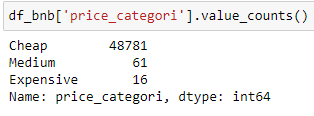 df_bnb['price_categori'].value_counts()
Cheap 48781
Medium 61
Expensive 16
Name: price_categori, dtype: int64